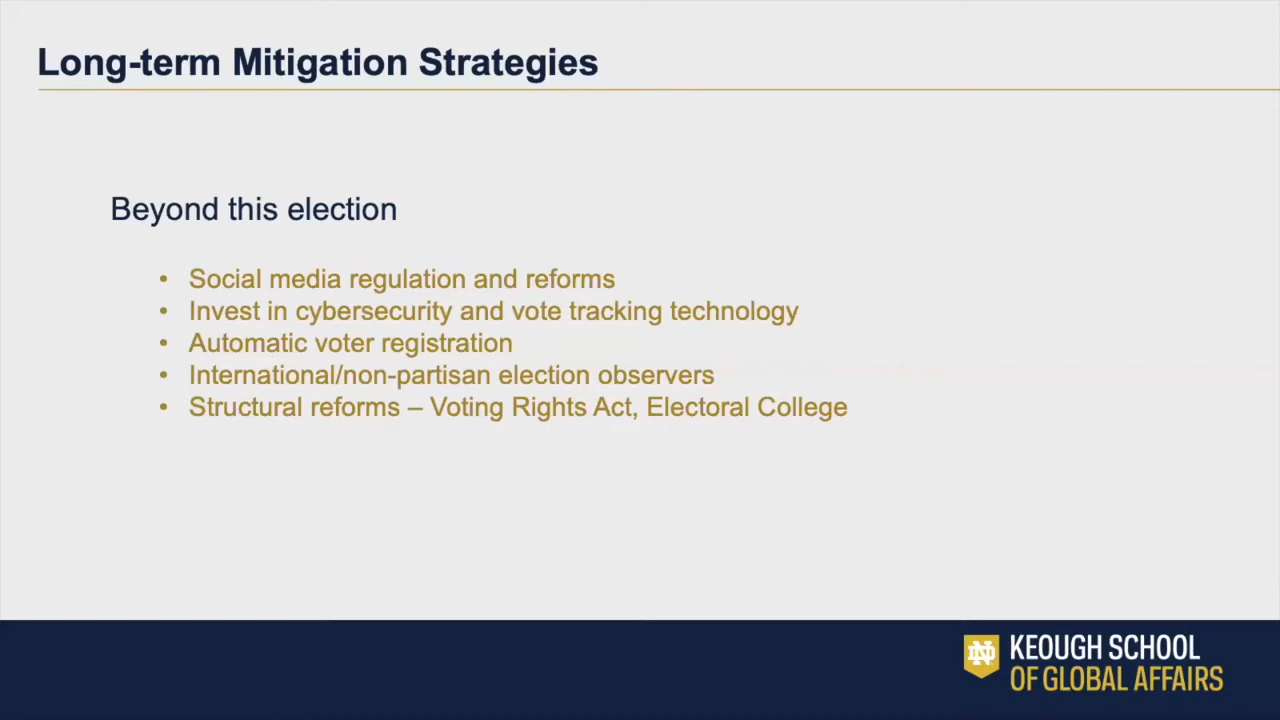 Long-term Mitigation Strategies
Beyond this election
• Social media regulation and reforms
• Invest in cybersecurity and vote tracking technology
• Automatic voter registration
• International/non-partisan election observers
• Structural reforms – Voting Rights Act, Electoral College
ND
KEOUGH SCHOOL
OF GLOBAL AFFAIRS